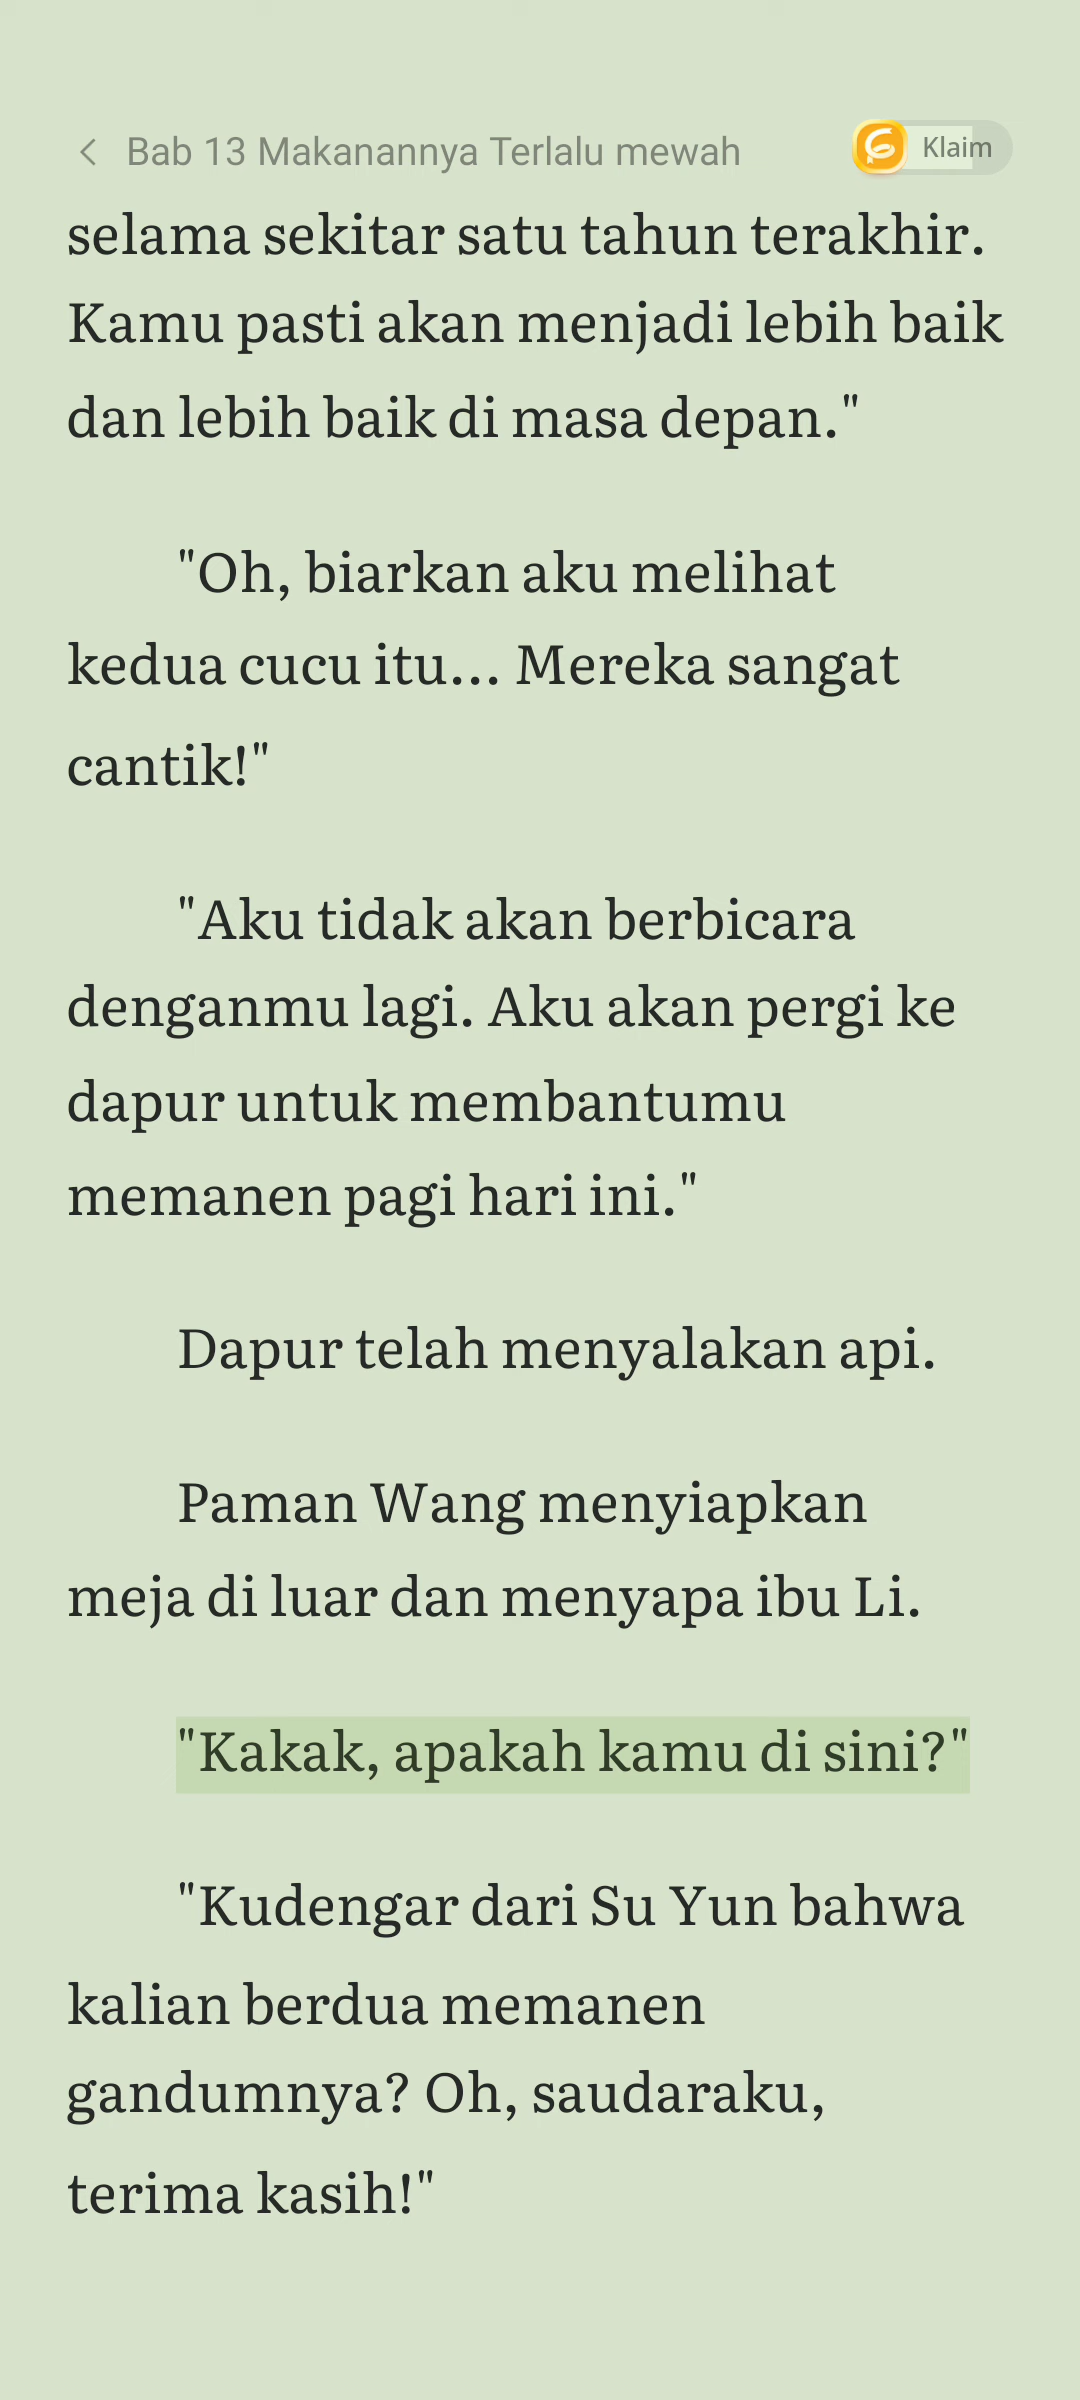 Bab 13 Makanannya Terlalu mewah
Klaim
selama sekitar satu tahun terakhir.
Kamu pasti akan menjadi lebih baik
dan lebih baik di masa depan."
"Oh, biarkan aku melihat
kedua cucu itu... Mereka sangat
cantik!"
"Aku tidak akan berbicara
denganmu lagi. Aku akan pergi ke
dapur untuk membantumu
memanen pagi hari ini."
Dapur telah menyalakan api.
Paman Wang menyiapkan
meja di luar dan menyapa ibu Li.
"Kakak, apakah kamu di sini?"
"Kudengar dari Su Yun bahwa
kalian berdua memanen
gandumnya? Oh, saudaraku,
terima kasih!"